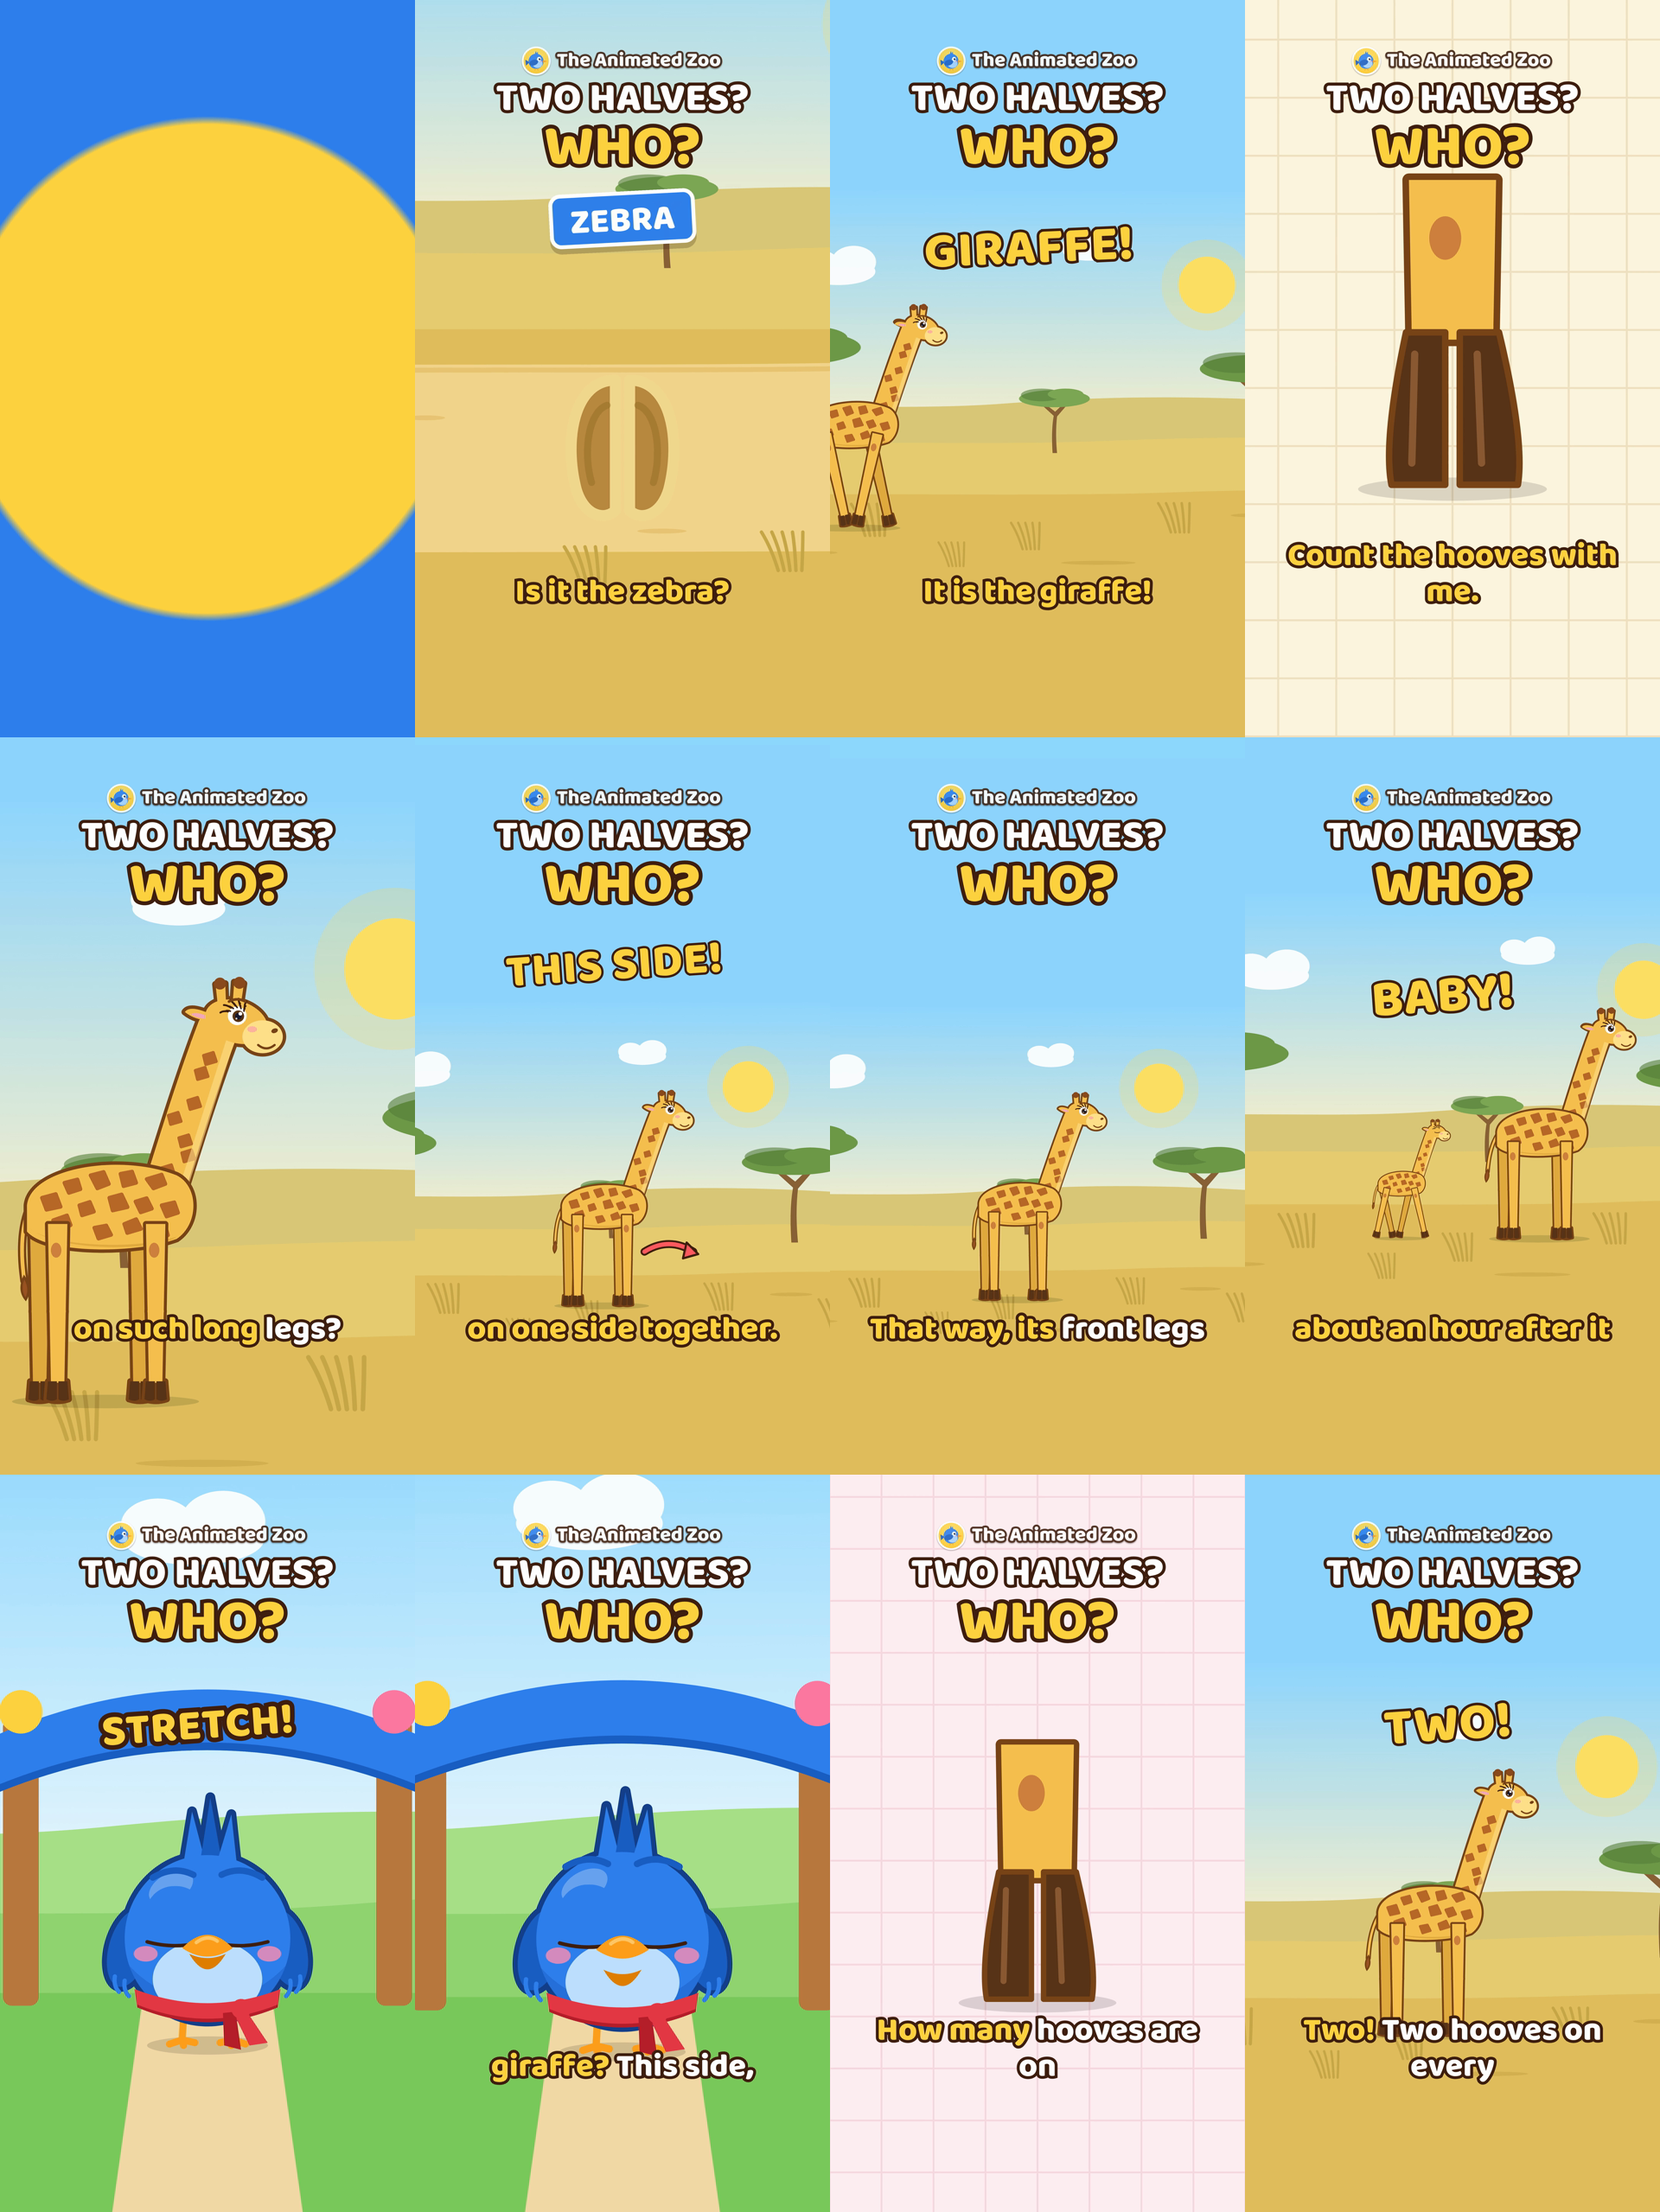 The Animated Zoo
TWO HALVES?
WHO?
ZEBRA
Is it the zebra?
The Animated Zoo
TWO HALVES?
WHO?
GIRAFFE!
It is the giraffe!
The Animated Zoo
TWO HALVES?
WHO?
Count the hooves with
me.
The Animated Zoo
TWO HALVES?
WHO?
on such long legs?
The Animated Zoo
TWO HALVES?
WHO?
THIS SIDE!
on one side together.
The Animated Zoo
TWO HALVES?
WHO?
That way, its front legs
The Animated Zoo
TWO HALVES?
WHO?
BABY!
about an hour after it
The Animated Zoo
TWO HALVES?
WHO?
STRETCH!
The Animated Zoo
TWO HALVES?
WHO?
giraffe? This side,
The Animated Zoo
TWO HALVES?
WHO?
How many hooves are
on
The Animated Zoo
TWO HALVES?
WHO?
TWO!
Two! Two hooves on
every